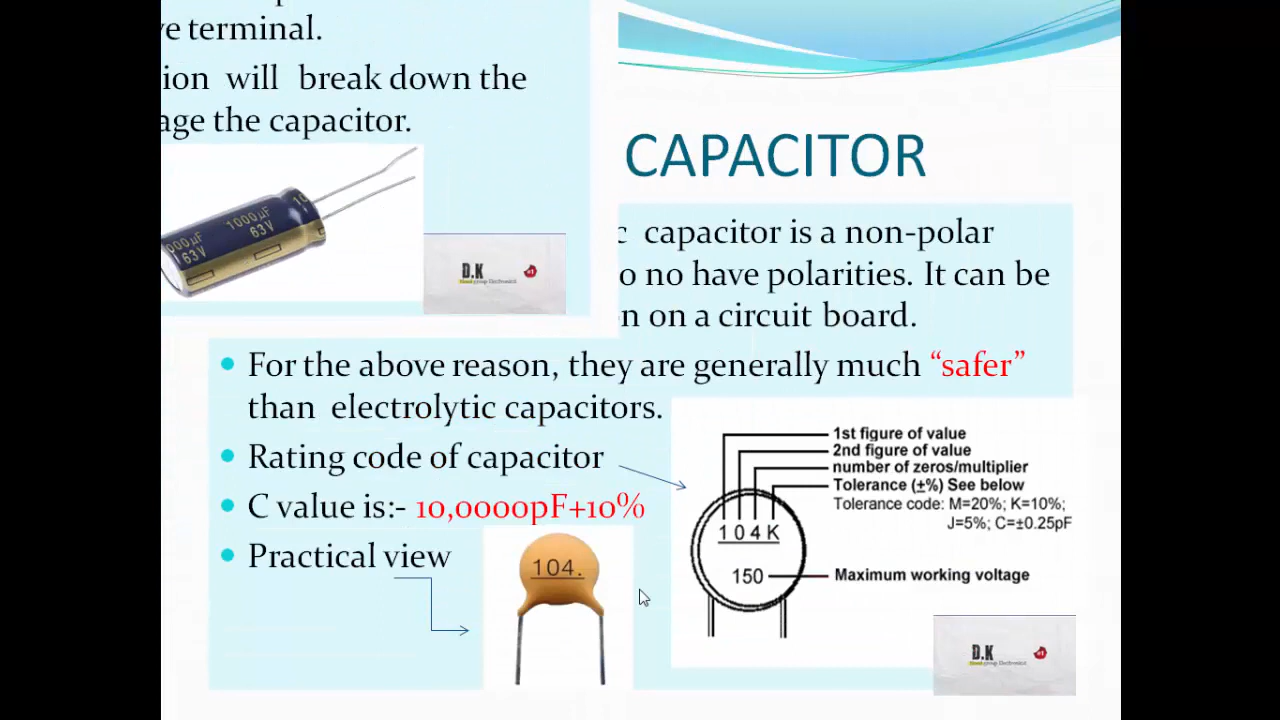 ve terminal.
ion will break down the
age the capacitor.
1000µF
63V
000µF
63V
10
D.K
CAPACITOR
c capacitor is a non-polar
o no have polarities. It can be
n on a circuit board.
For the above reason, they are generally much “safer”
than electrolytic capacitors.
Rating code of capacitor
C value is:- 10,0000pF+10%
Practical view
104.
1st figure of value
2nd figure of value
number of zeros/multiplier
Tolerance (±%) See below
Tolerance code: M=20%; K=10%;
J=5%; C=±0.25pF
104K
150
Maximum working voltage
D.K